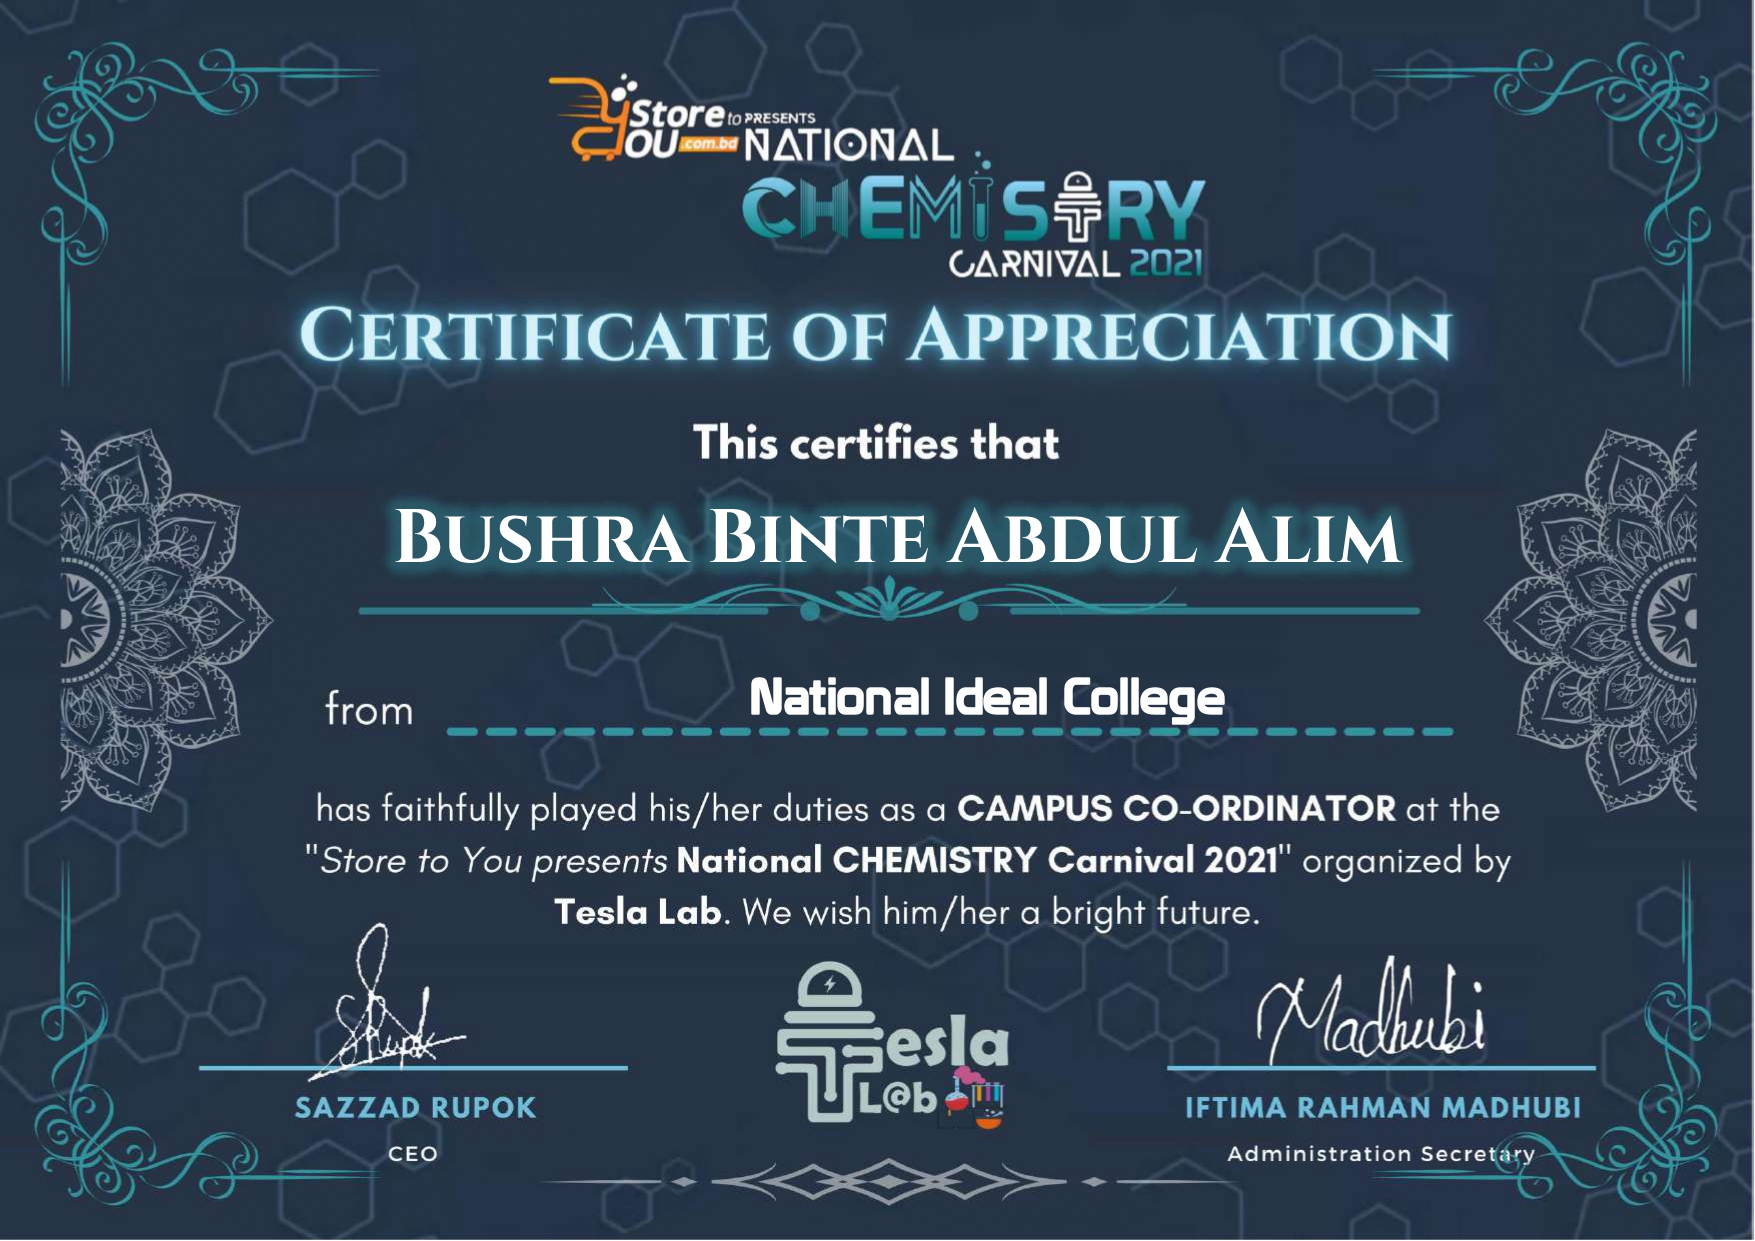 Store to PRESENTS
YOU .com.bd NATIONAL
CHEMISTRY
CARNIVAL 2021
CERTIFICATE OF APPRECIATION
This certifies that
BUSHRA BINTE ABDUL ALIM
from National Ideal College
has faithfully played his/her duties as a CAMPUS CO-ORDINATOR at the
"Store to You presents National CHEMISTRY Carnival 2021" organized by
Tesla Lab. We wish him/her a bright future.
SRupok
Madhubi
Tesla
L@b
SAZZAD RUPOK
IFTIMA RAHMAN MADHUBI
CEO
Administration Secretary